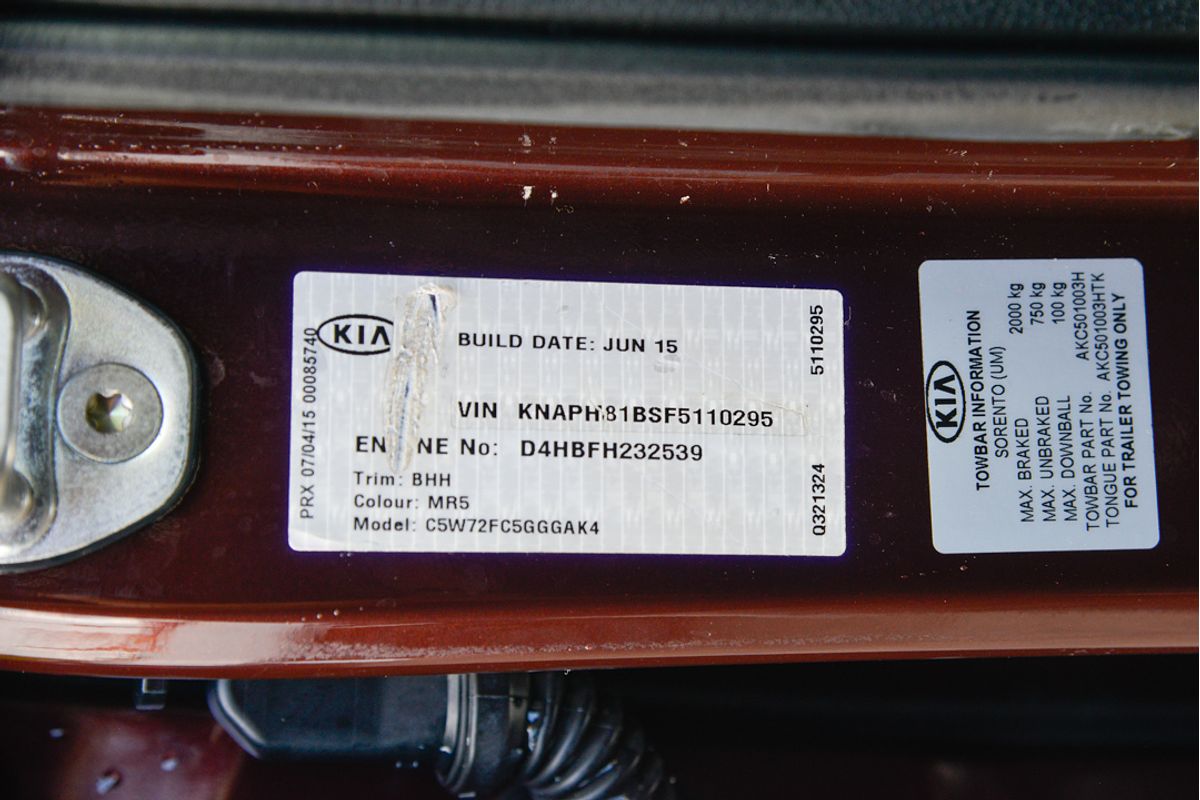 PRX 07/04/15 00085740
KIA
BUILD DATE: JUN 15
VIN KNAPH81BSF5110295
ENGINE No: D4HBFH232539
Trim: BHH
Colour: MR5
Model: C5W72FC5GGGAK4
5110295
Q321324
KIA
TOWBAR INFORMATION
SORENTO (UM)
MAX. BRAKED 2000 kg
MAX. UNBRAKED 750 kg
MAX. DOWNBALL 100 kg
TOWBAR PART No. AKC501003H
TONGUE PART No. AKC501003HTK
FOR TRAILER TOWING ONLY